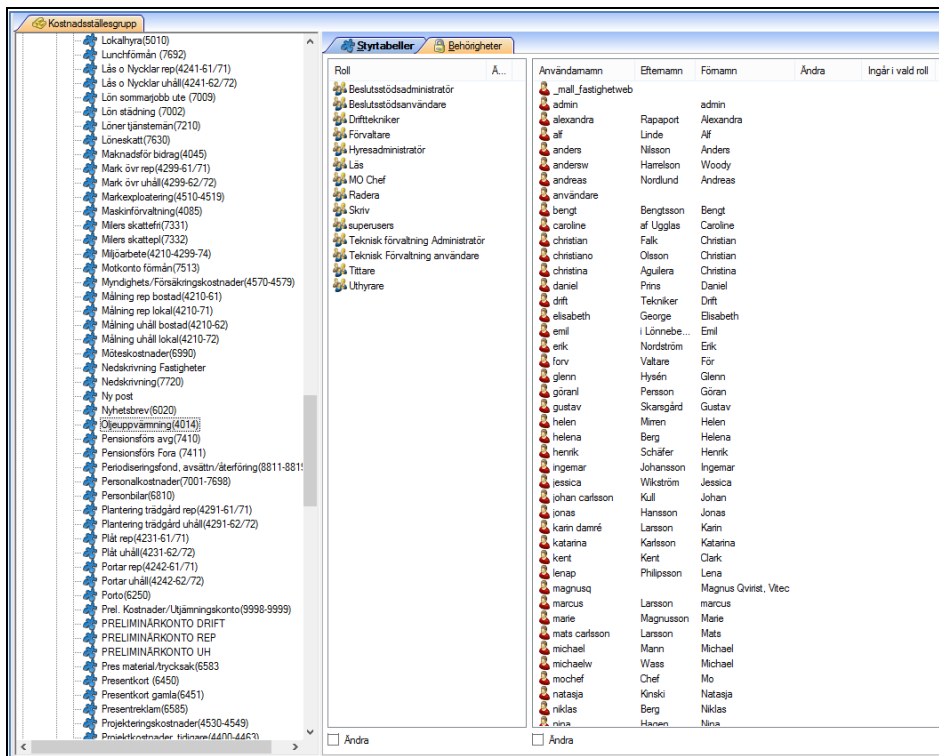 Kostnadsställesgrupp
Lokalhyra(5010)
Lunchförmån (7692)
Lås o Nycklar rep(4241-61/71)
Lås o Nycklar uhåll(4241-62/72)
Lön sommarjobb ute (7009)
Lön städning (7002)
Löner tjänstemän(7210)
Löneskatt(7630)
Maknadsför bidrag(4045)
Mark övr rep(4299-61/71)
Mark övr uhåll(4299-62/72)
Markexploatering(4510-4519)
Maskinförvaltning(4085)
Milers skattefri(7331)
Milers skattepl(7332)
Miljöarbete(4210-4299-74)
Motkonto förmån(7513)
Myndighets/Försäkringskostnader(4570-4579)
Målning rep bostad(4210-61)
Målning rep lokal(4210-71)
Målning uhåll bostad(4210-62)
Målning uhåll lokal(4210-72)
Möteskostnader(6990)
Nedskrivning Fastigheter
Nedskrivning(7720)
Ny post
Nyhetsbrev(6020)
Oljeuppvärmning(4014)
Pensionsförs avg(7410)
Pensionsförs Fora (7411)
Periodiseringsfond, avsättn/återföring(8811-881
Personalkostnader(7001-7698)
Personbilar(6810)
Plantering trädgård rep(4291-61/71)
Plantering trädgård uhåll(4291-62/72)
Plåt rep(4231-61/71)
Plåt uhåll(4231-62/72)
Portar rep(4242-61/71)
Portar uhåll(4242-62/72)
Porto(6250)
Prel. Kostnader/Utjämningskonto(9998-9999)
PRELIMINÄRKONTO DRIFT
PRELIMINÄRKONTO REP
PRELIMINÄRKONTO UH
Pres material/trycksak(6583
Presentkort (6450)
Presentkort gamla(6451)
Presentreklam(6585)
Projekteringskostnader(4530-4549)
Projektkostnader, tidigare(4400-4463)
Styrtabeller Behörigheter
Roll Ä...
Beslutsstödsadministratör
Beslutsstödsanvändare
Drifttekniker
Förvaltare
Hyresadministratör
Läs
MO Chef
Radera
Skriv
superusers
Teknisk förvaltning Administratör
Teknisk Förvaltning användare
Tittare
Uthyrare
Ändra
Användarnamn Efternamn Förnamn Ändra Ingår i vald roll
_mall_fastighetweb
admin admin
alexandra Rapaport Alexandra
alf Linde Alf
anders Nilsson Anders
andersw Harrelson Woody
andreas Nordlund Andreas
användare
bengt Bengtsson Bengt
caroline af Ugglas Caroline
christian Falk Christian
christiano Olsson Christian
christina Aguilera Christina
daniel Prins Daniel
drift Tekniker Drift
elisabeth George Elisabeth
emil i Lönnebe... Emil
erik Nordström Erik
forv Valtare För
glenn Hysén Glenn
göranl Persson Göran
gustav Skarsgård Gustav
helen Mirren Helen
helena Berg Helena
henrik Schäfer Henrik
ingemar Johansson Ingemar
jessica Wikström Jessica
johan carlsson Kull Johan
jonas Hansson Jonas
karin damré Larsson Karin
katarina Karlsson Katarina
kent Kent Clark
lenap Philipsson Lena
magnusq Magnus Qvirist, Vitec
marcus Larsson marcus
marie Magnusson Marie
mats carlsson Larsson Mats
michael Mann Michael
michaelw Wass Michael
mochef Chef Mo
natasja Kinski Natasja
niklas Berg Niklas
nina Hagen Nina
Ändra